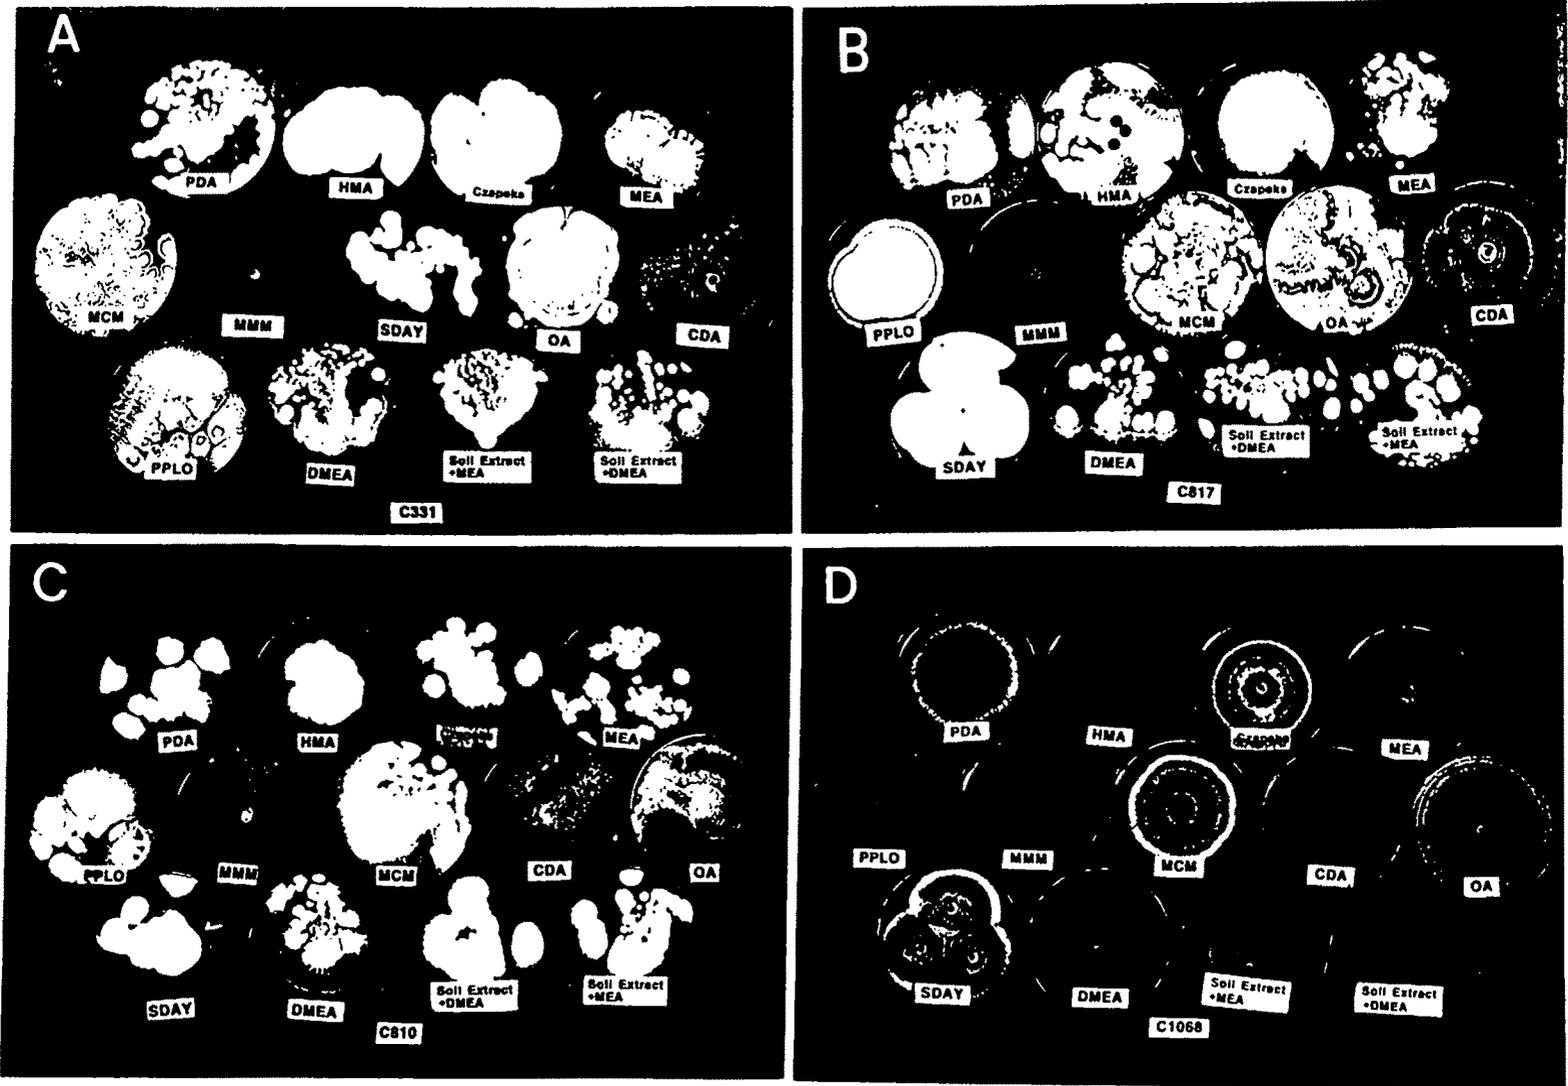 A
PDA
HMA
Czapeks
MEA
MCM
MMM
SDAY
OA
CDA
PPLO
DMEA
Soil Extract
+MEA
Soil Extract
+DMEA
C331
B
PDA
HMA
Czapeks
MEA
PPLO
MMM
MCM
OA
CDA
SDAY
DMEA
Soil Extract
+DMEA
Soil Extract
+MEA
C817
C
PDA
HMA
MEA
PPLO
MMM
MCM
CDA
OA
SDAY
DMEA
Soil Extract
+DMEA
Soil Extract
+MEA
C810
D
PDA
HMA
MEA
PPLO
MMM
MCM
CDA
OA
SDAY
DMEA
Soil Extract
+MEA
Soil Extract
+DMEA
C1068